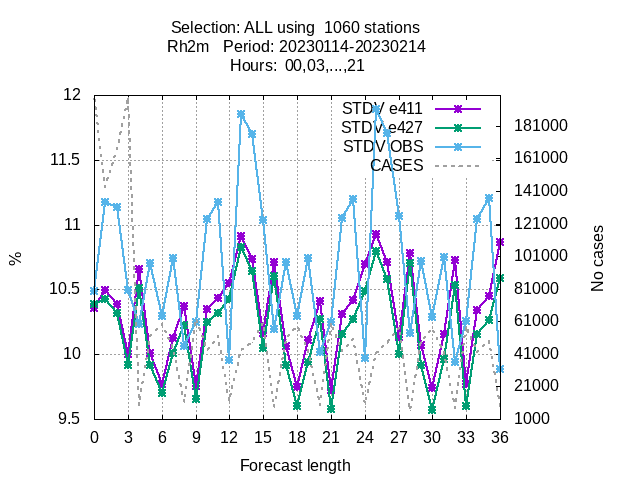 Selection: ALL using  1060 stations
Rh2m   Period: 20230114-20230214
Hours:  00,03,...,21
STDV e411
STDV e427
STDV OBS
CASES
12
11.5
11
10.5
10
9.5
%
181000
161000
141000
121000
101000
81000
61000
41000
21000
1000
No cases
0 3 6 9 12 15 18 21 24 27 30 33 36
Forecast length